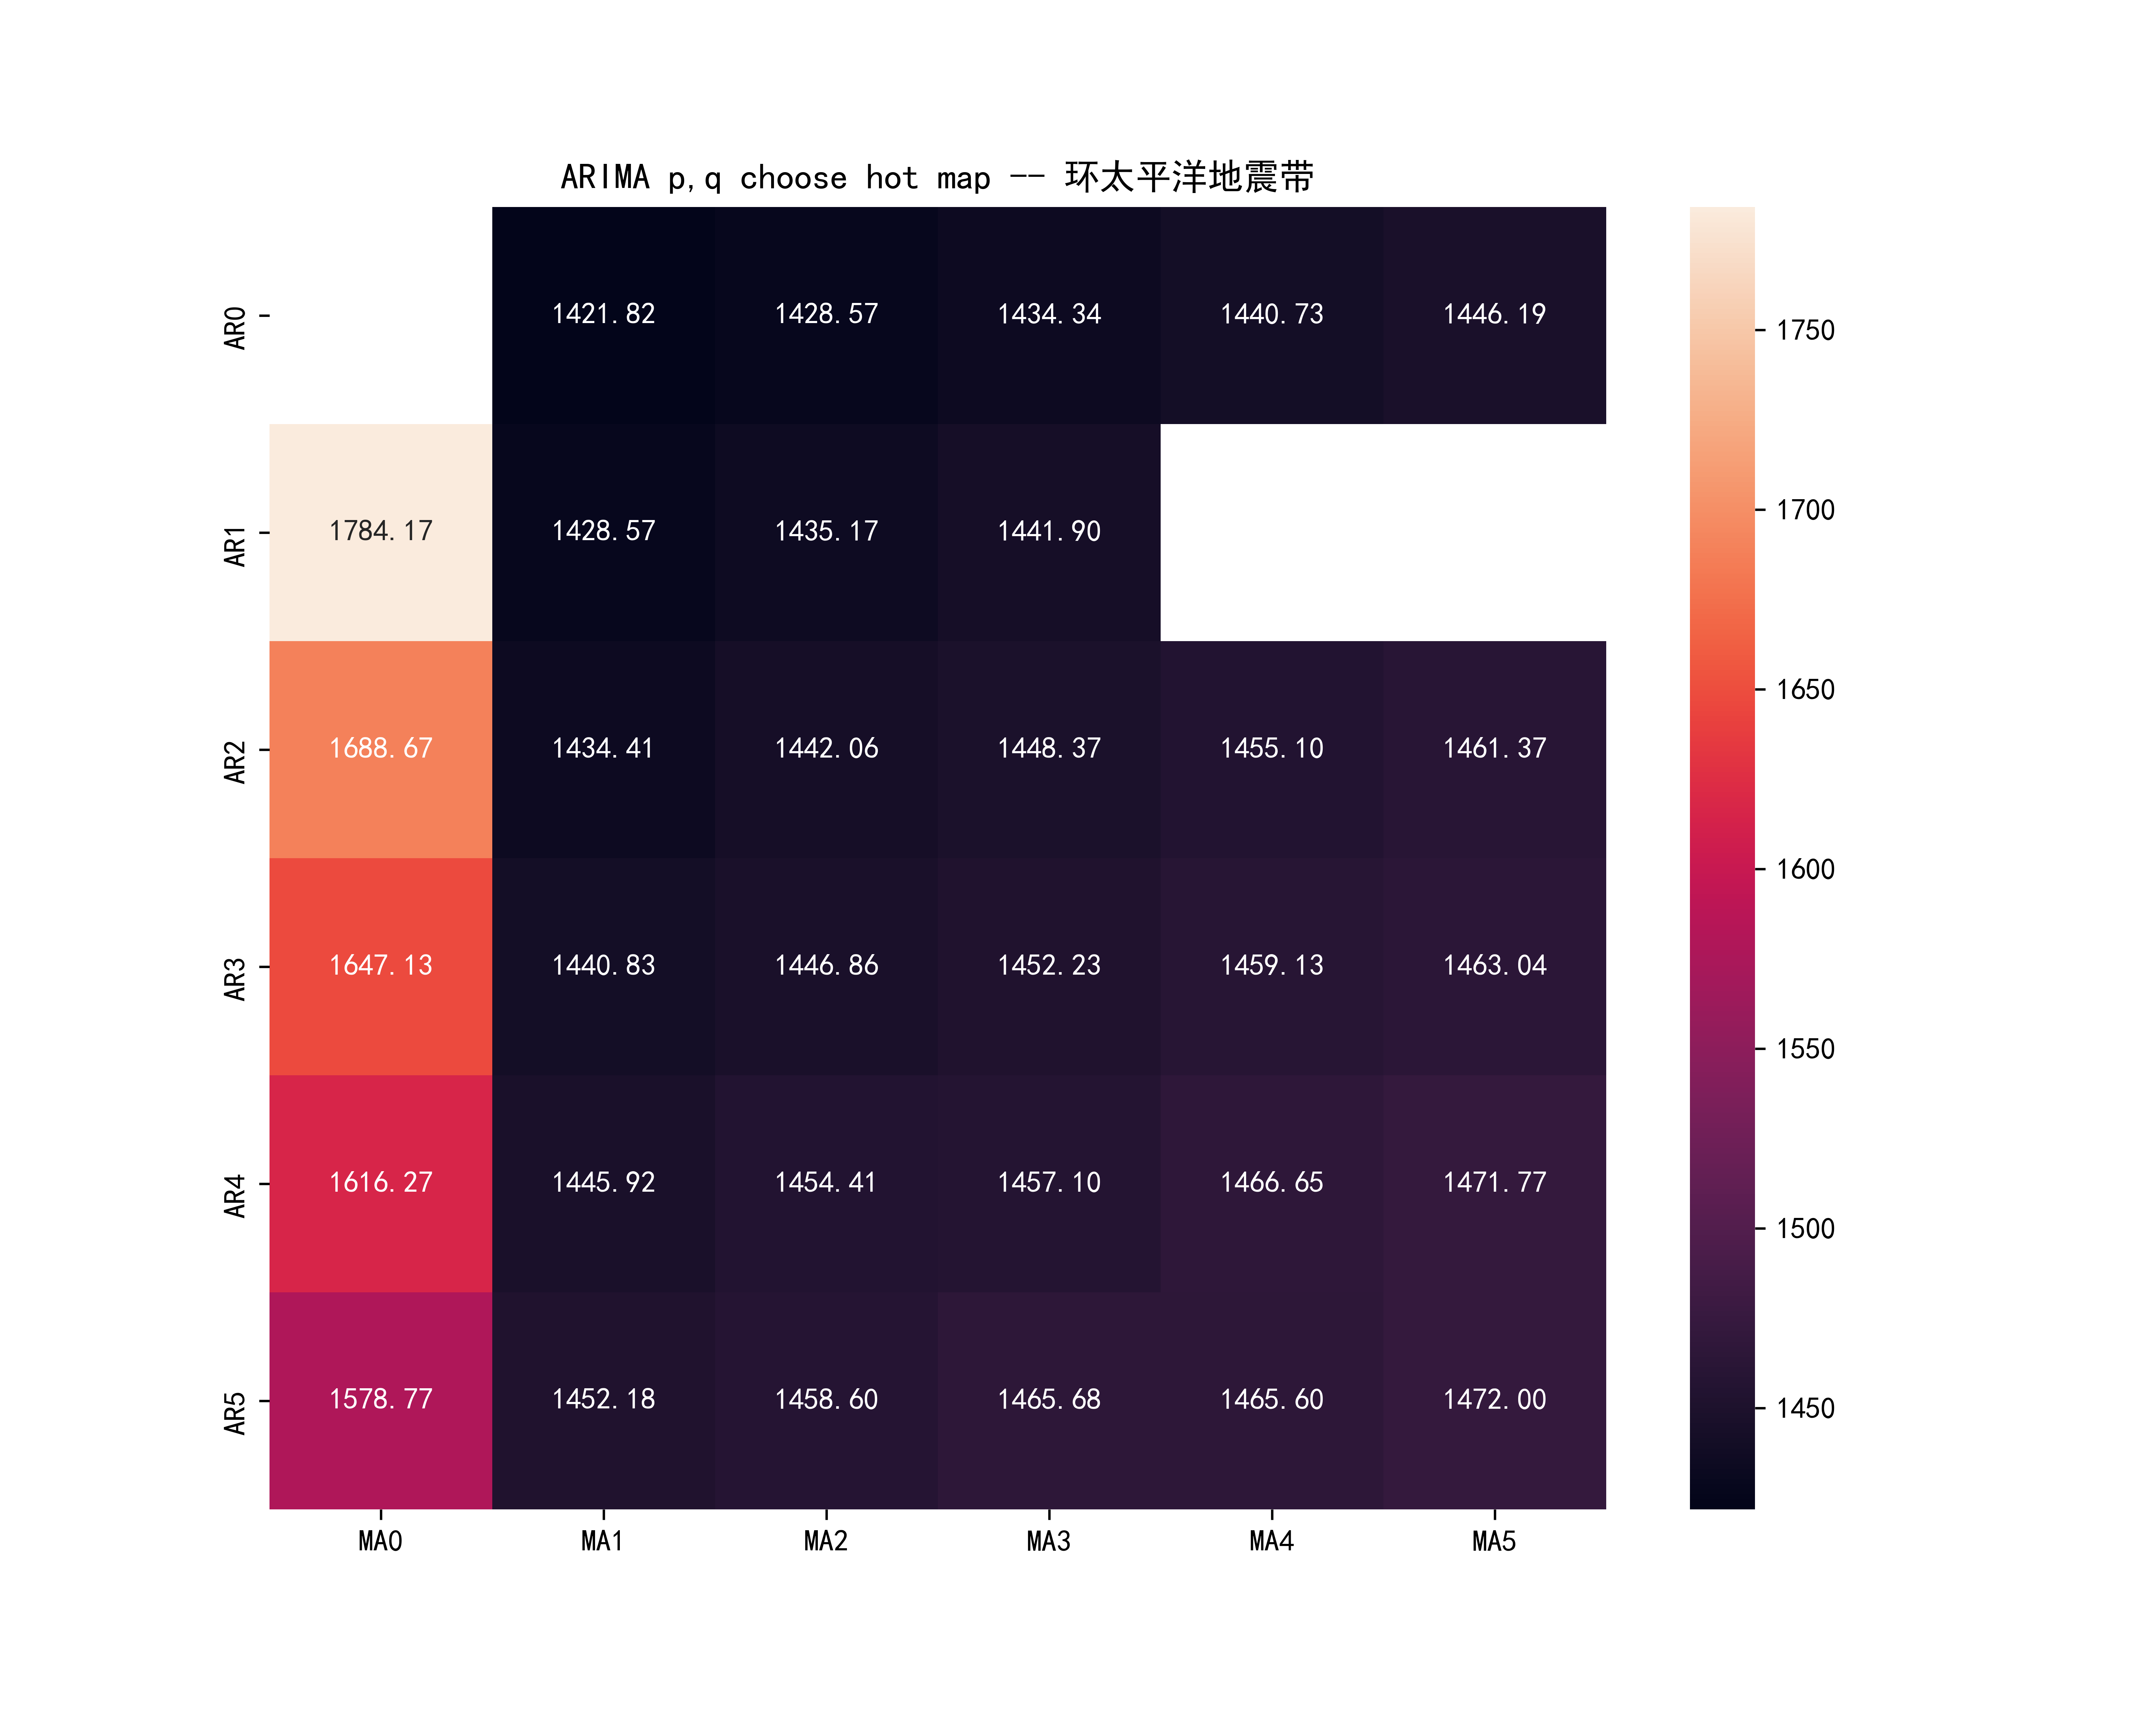 ARIMA p,q choose hot map -- 环太平洋地震带
AR0 1421.82 1428.57 1434.34 1440.73 1446.19
AR1 1784.17 1428.57 1435.17 1441.90
AR2 1688.67 1434.41 1442.06 1448.37 1455.10 1461.37
AR3 1647.13 1440.83 1446.86 1452.23 1459.13 1463.04
AR4 1616.27 1445.92 1454.41 1457.10 1466.65 1471.77
AR5 1578.77 1452.18 1458.60 1465.68 1465.60 1472.00
MA0 MA1 MA2 MA3 MA4 MA5
1750
1700
1650
1600
1550
1500
1450